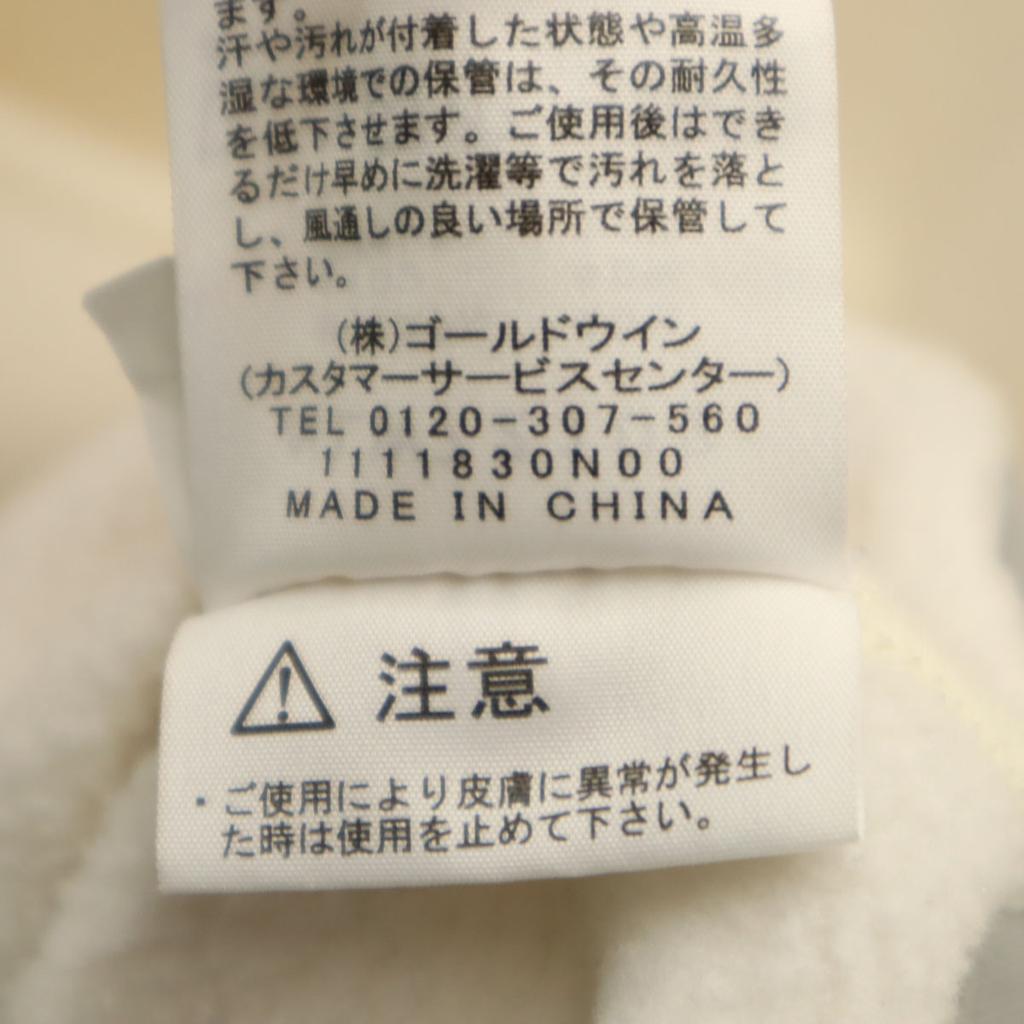 ます。
汗や汚れが付着した状態や高温多
湿な環境での保管は、その耐久性
を低下させます。ご使用後はでき
るだけ早めに洗濯等で汚れを落と
し、風通しの良い場所で保管して
下さい。
(株)ゴールドウイン
(カスタマーサービスセンター)
TEL 0120-307-560
1111830N00
MADE IN CHINA
注意
・ご使用により皮膚に異常が発生し
た時は使用を止めて下さい。